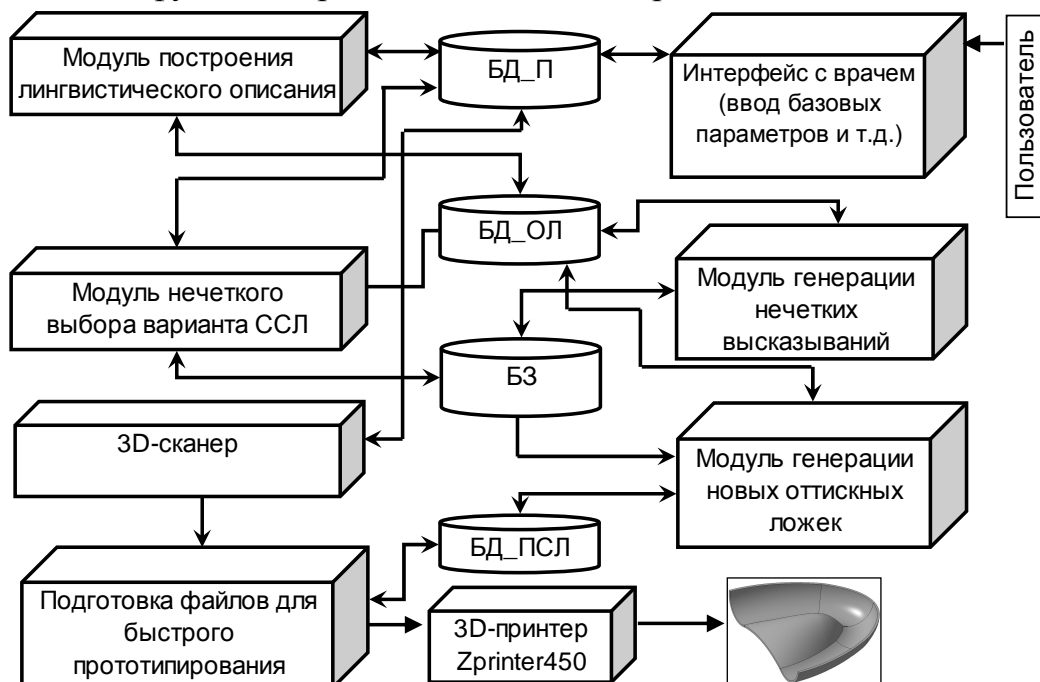 Модуль построения
лингвистического описания
БД_П
Интерфейс с врачем
(ввод базовых
параметров и т.д.)
Пользователь
БД_ОЛ
Модуль нечеткого
выбора варианта ССЛ
Модуль генерации
нечетких
высказываний
БЗ
3D-сканер
Модуль генерации
новых оттискных
ложек
БД_ПСЛ
Подготовка файлов для
быстрого
прототипирования
3D-принтер
Zprinter450